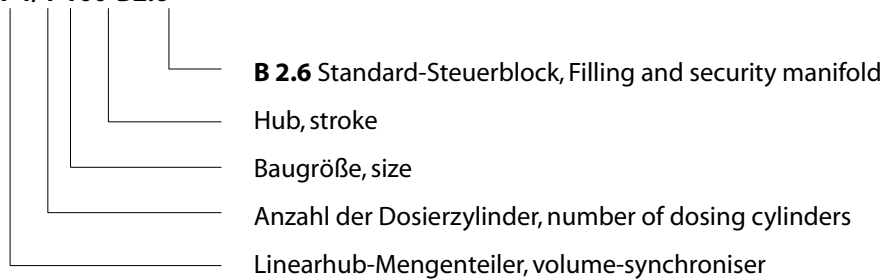 B 2.6 Standard-Steuerblock, Filling and security manifold
Hub, stroke
Baugröße, size
Anzahl der Dosierzylinder, number of dosing cylinders
Linearhub-Mengenteiler, volume-synchroniser